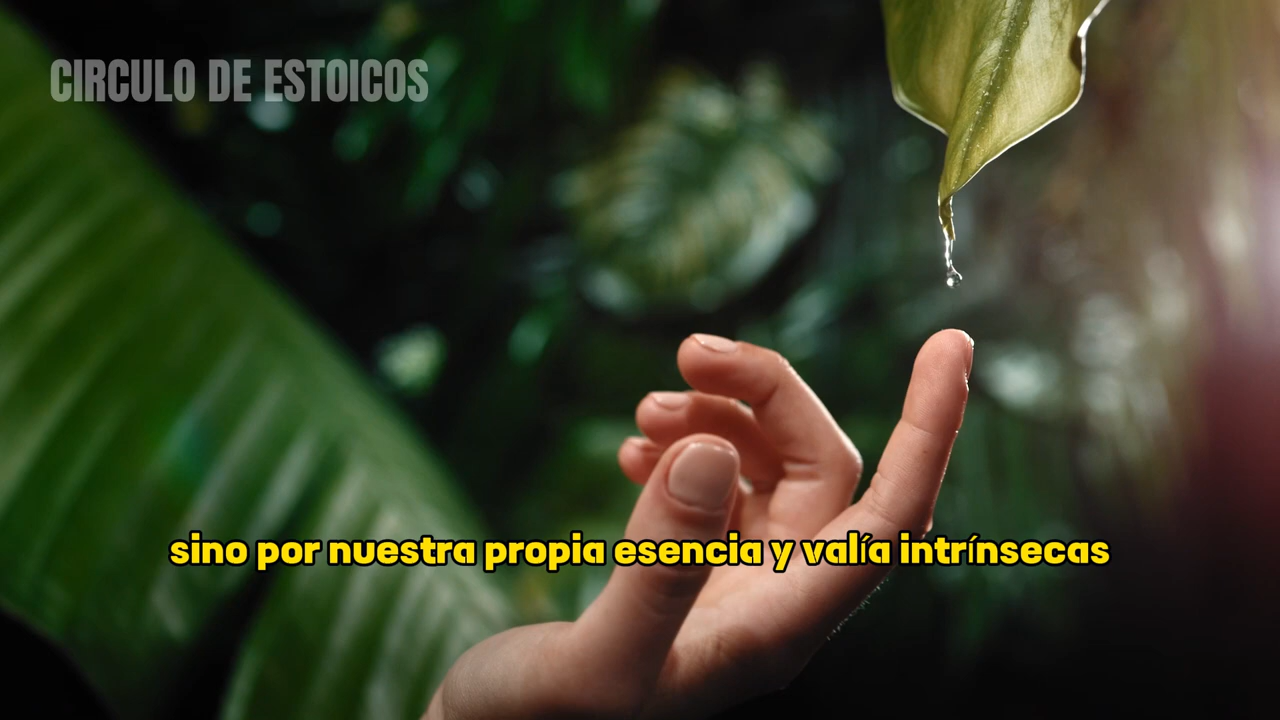 CIRCULO DE ESTOICOS
sino por nuestra propia esencia y valía intrínsecas